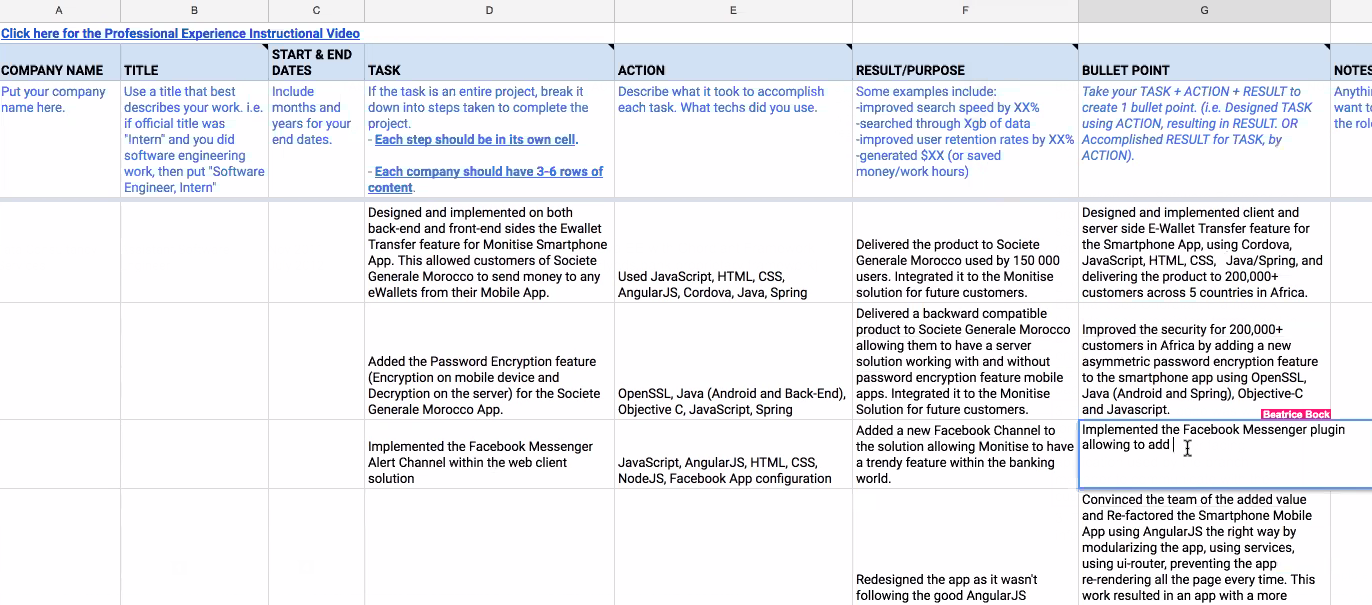 A B C D E F G
Click here for the Professional Experience Instructional Video
COMPANY NAME
TITLE
START & END
DATES
TASK
ACTION
RESULT/PURPOSE
BULLET POINT
NOTES
Put your company
name here.
Use a title that best
describes your work. i.e.
if official title was
"Intern" and you did
software engineering
work, then put "Software
Engineer, Intern"
Include
months and
years for your
end dates.
If the task is an entire project, break it
down into steps taken to complete the
project.
- Each step should be in its own cell.
- Each company should have 3-6 rows of
content.
Describe what it took to accomplish
each task. What techs did you use.
Some examples include:
-improved search speed by XX%
-searched through Xgb of data
-improved user retention rates by XX%
-generated $XX (or saved
money/work hours)
Take your TASK + ACTION + RESULT to
create 1 bullet point. (i.e. Designed TASK
using ACTION, resulting in RESULT. OR
Accomplished RESULT for TASK, by
ACTION).
Anythin
want to
the role
Designed and implemented on both
back-end and front-end sides the Ewallet
Transfer feature for Monitise Smartphone
App. This allowed customers of Societe
Generale Morocco to send money to any
eWallets from their Mobile App.
Used JavaScript, HTML, CSS,
AngularJS, Cordova, Java, Spring
Delivered the product to Societe
Generale Morocco used by 150 000
users. Integrated it to the Monitise
solution for future customers.
Designed and implemented client and
server side E-Wallet Transfer feature for
the Smartphone App, using Cordova,
JavaScript, HTML, CSS, Java/Spring, and
delivering the product to 200,000+
customers across 5 countries in Africa.
Added the Password Encryption feature
(Encryption on mobile device and
Decryption on the server) for the Societe
Generale Morocco App.
OpenSSL, Java (Android and Back-End),
Objective C, JavaScript, Spring
Delivered a backward compatible
product to Societe Generale Morocco
allowing them to have a server
solution working with and without
password encryption feature mobile
apps. Integrated it to the Monitise
Solution for future customers.
Improved the security for 200,000+
customers in Africa by adding a new
asymmetric password encryption feature
to the smartphone app using OpenSSL,
Java (Android and Spring), Objective-C
and Javascript.
Beatrice Bock
Implemented the Facebook Messenger
Alert Channel within the web client
solution
JavaScript, AngularJS, HTML, CSS,
NodeJS, Facebook App configuration
Added a new Facebook Channel to
the solution allowing Monitise to have
a trendy feature within the banking
world.
Implemented the Facebook Messenger plugin
allowing to add
Redesigned the app as it wasn't
following the good AngularJS
Convinced the team of the added value
and Re-factored the Smartphone Mobile
App using AngularJS the right way by
modularizing the app, using services,
using ui-router, preventing the app
re-rendering all the page every time. This
work resulted in an app with a more